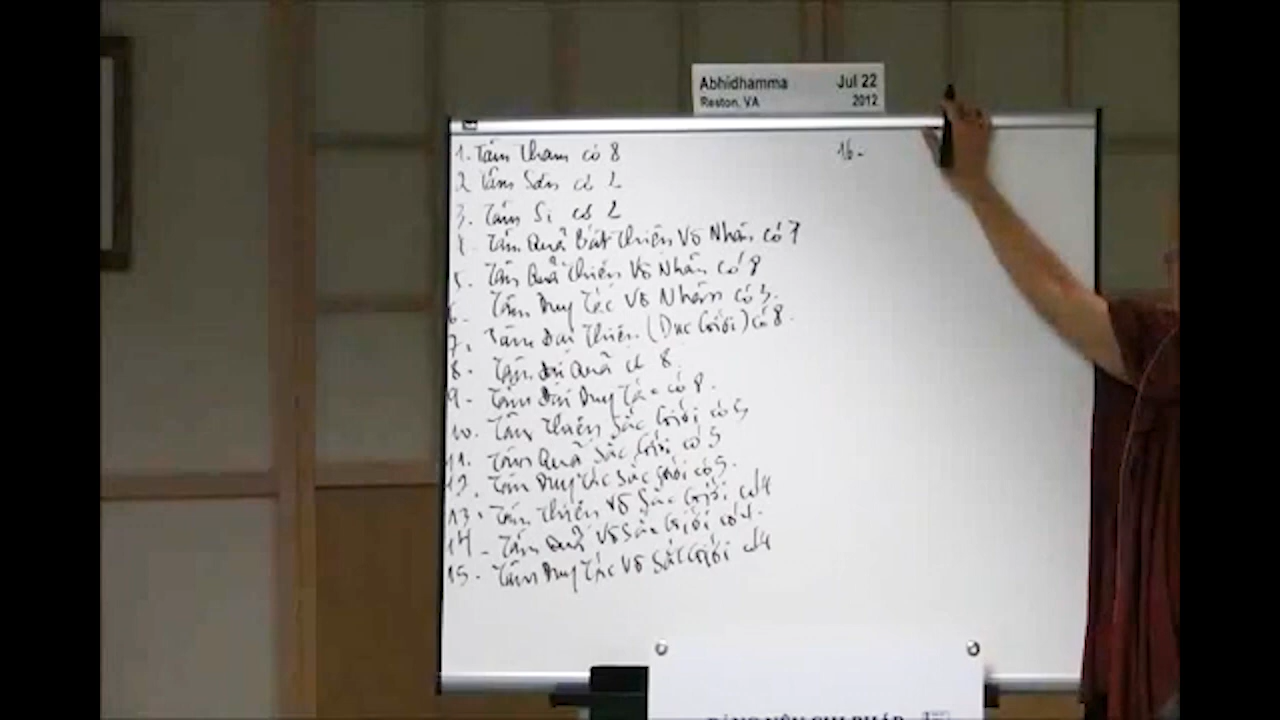 Abhidhamma Jul 22
Reston, VA 2012
1. Tâm tham có 8
2 Tâm Sân có 2
3. Tâm Si có 2
4. Tâm Quả Bất thiện Vô Nhân có 7
5. Tâm Quả thiện Vô Nhân có 8
6. Tâm Duy Tác Vô Nhân có 3.
7. Tâm Đại Thiện (Dục Giới) có 8.
8. Tâm Đại Quả có 8.
9. Tâm Đại Duy Tác có 8.
10. Tâm Thiện Sắc Giới có 5
11. Tâm Quả Sắc Giới có 5
12. Tâm Duy Tác Sắc Giới có 5.
13. Tâm Thiện Vô Sắc Giới có 4
14. Tâm Quả Vô Sắc Giới có 4.
15. Tâm Duy Tác Vô Sắc Giới có 4
16.